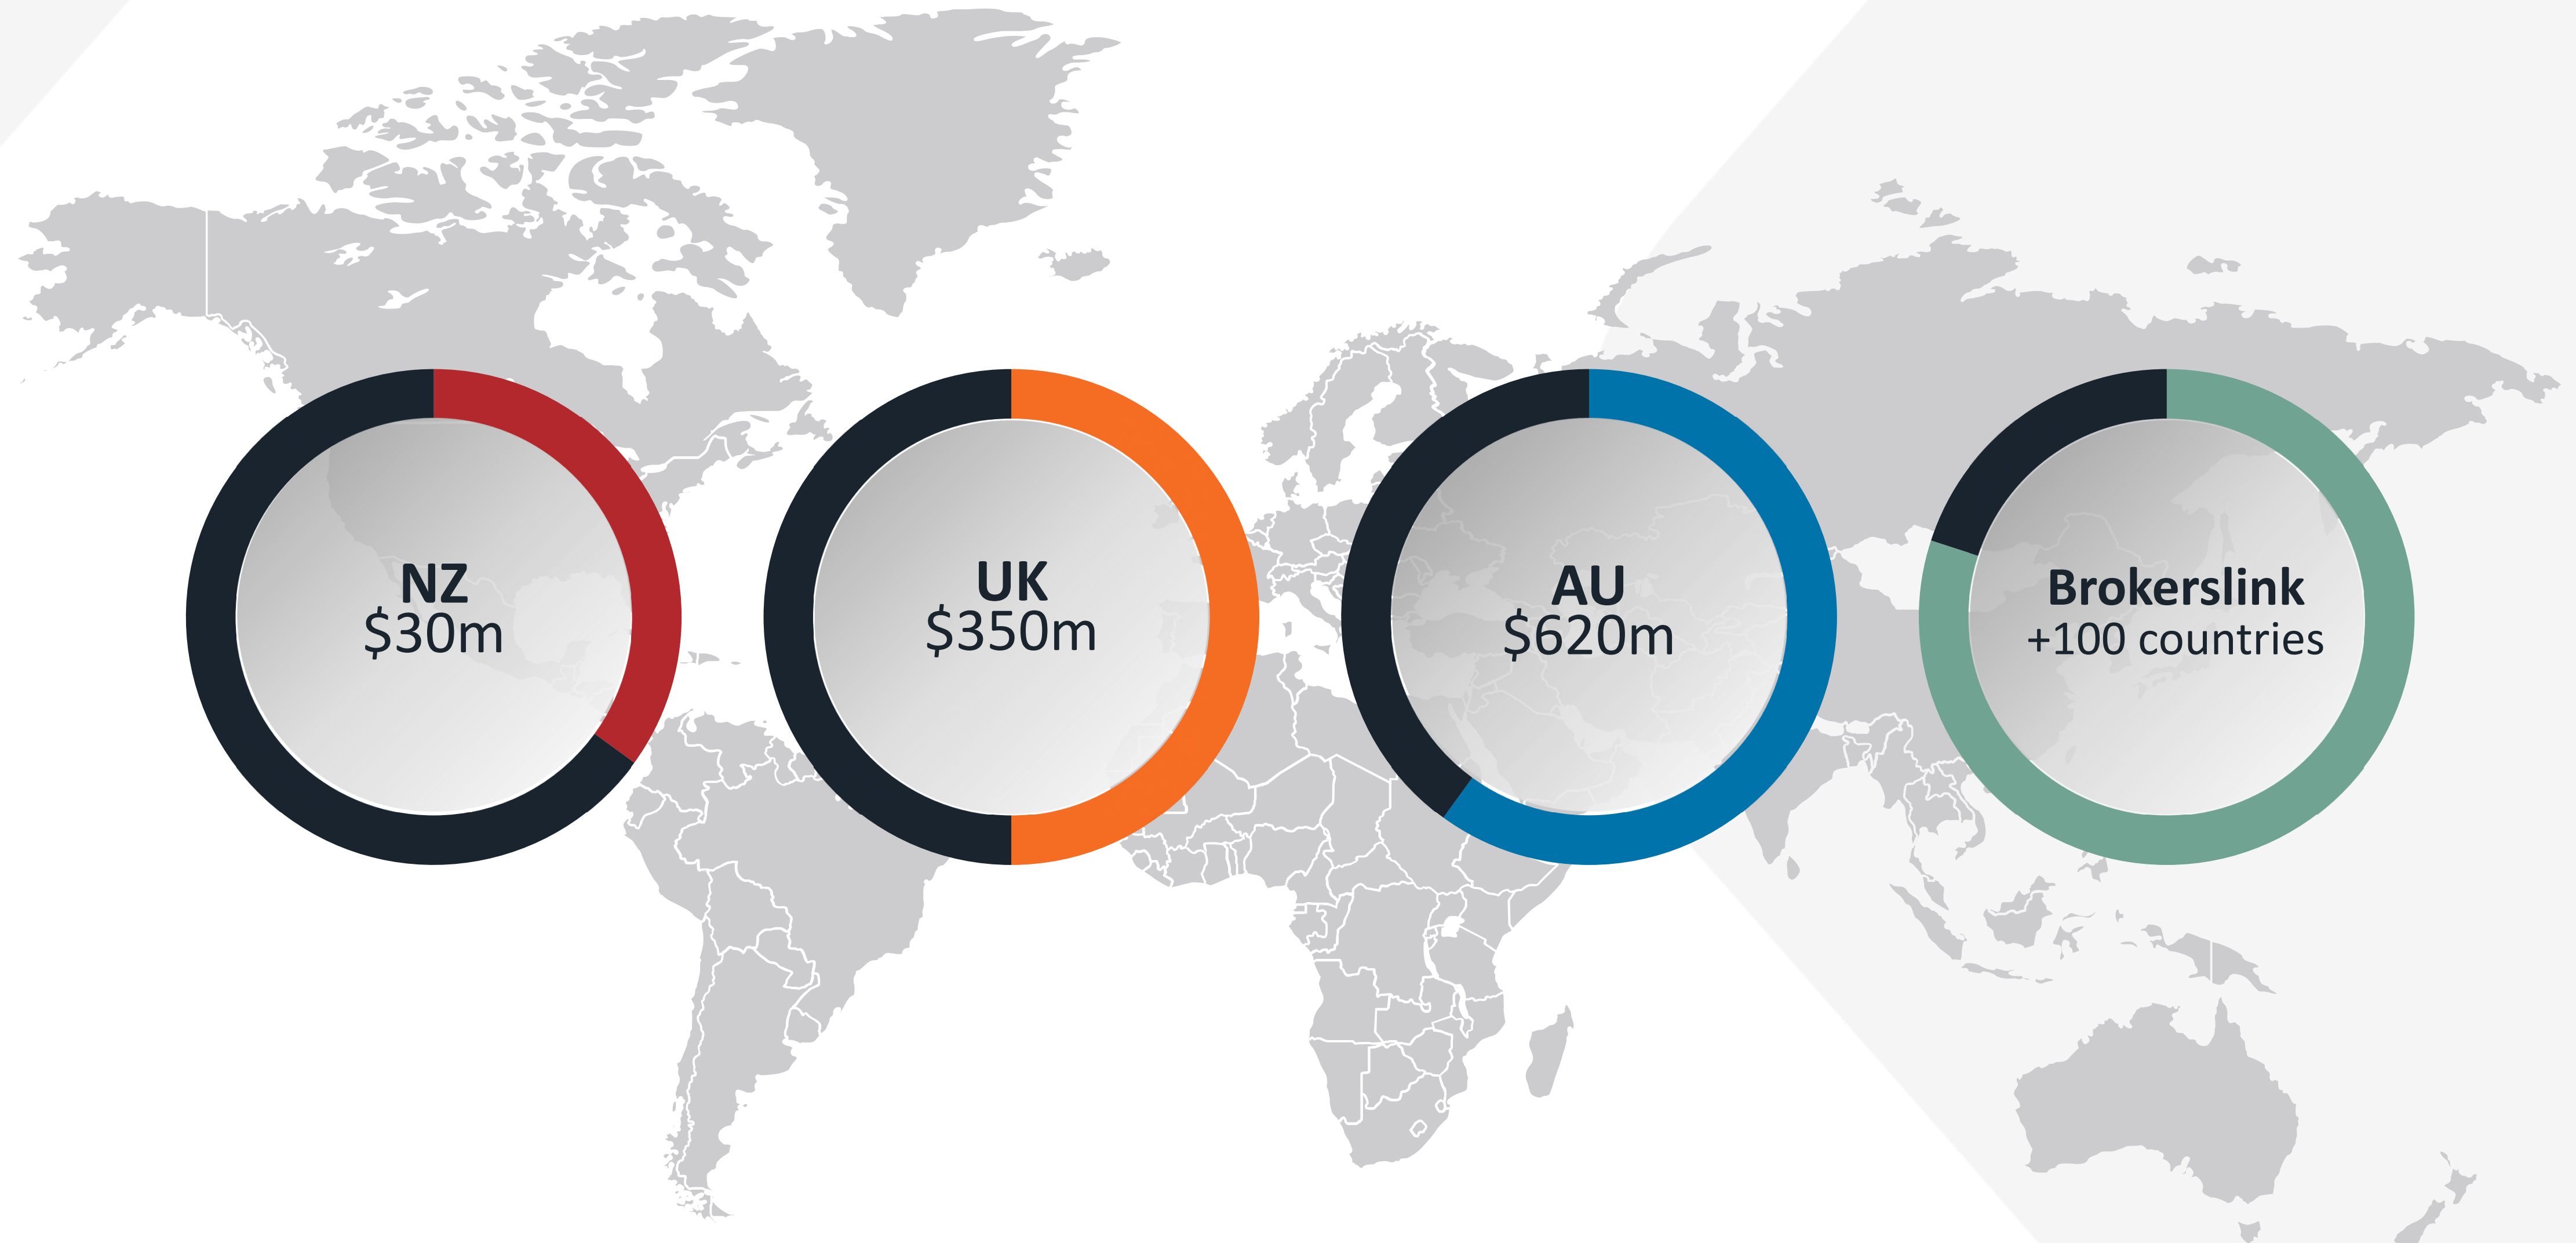 NZ
$30m
UK
$350m
AU
$620m
Brokerslink
+100 countries